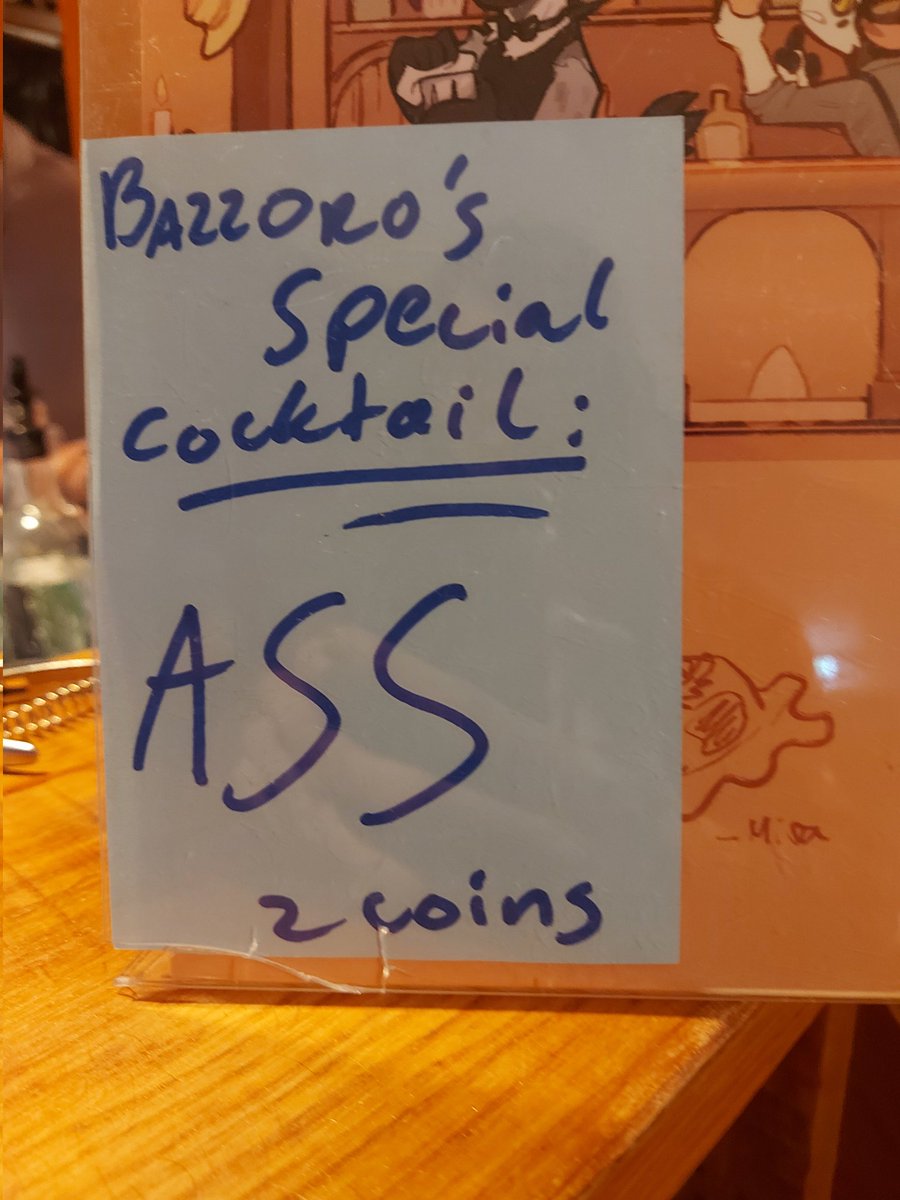 BAZZORO's
Special
cocktail:
ASS
2 coins